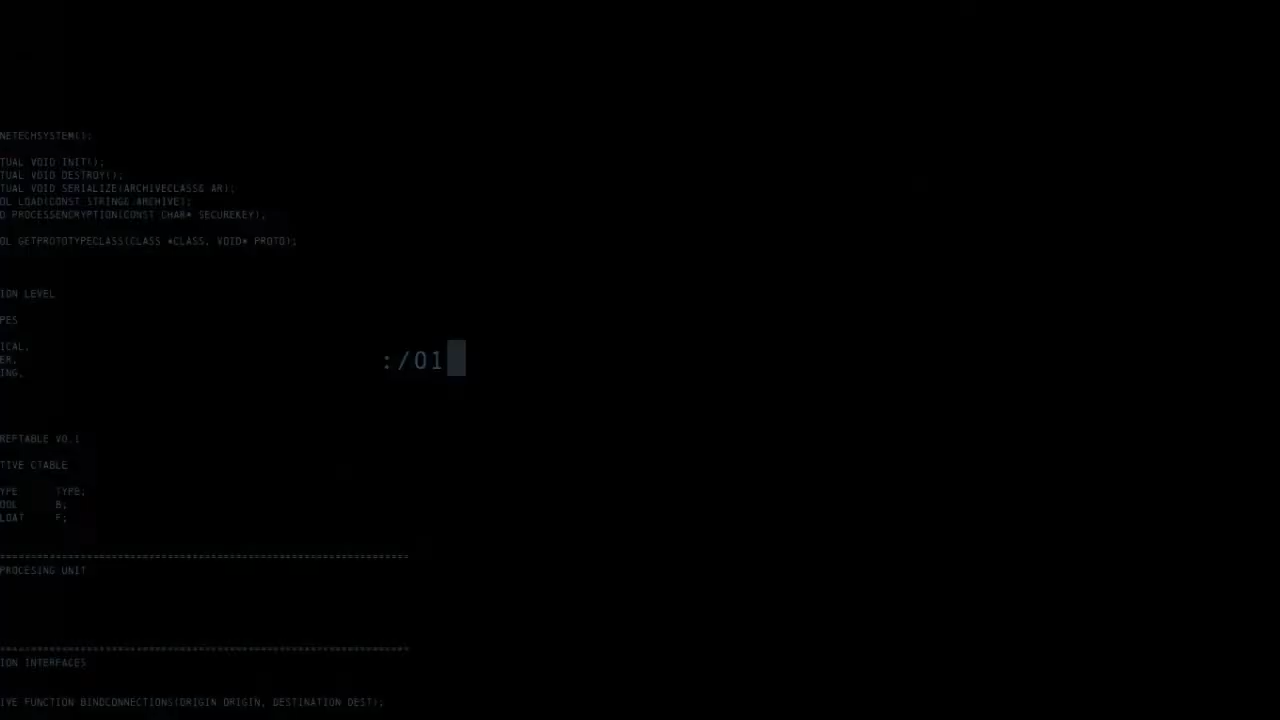 NETECHSYSTEM();
TUAL VOID INIT();
TUAL VOID DESTROY();
TUAL VOID SERIALIZE(ARCHIVECLASS& AR);
OL LOAD(CONST STRING& ARCHIVE);
D PROCESSENCRYPTION(CONST CHAR* SECUREKEY);
OL GETPROTOTYPECLASS(CLASS *CLASS, VOID* PROTO);
ION LEVEL
PES
ICAL,
ER,
ING,
:/01
REFTABLE V0.1
TIVE CTABLE
YPE TYPE;
OOL B;
LOAT F;
==================================================================
PROCESING UNIT
==================================================================
ION INTERFACES
IVE FUNCTION BINDCONNECTIONS(ORIGIN ORIGIN, DESTINATION DEST);